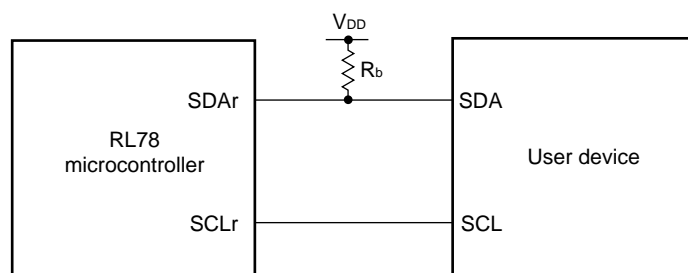 VDD
Rb
SDAr
SDA
RL78
microcontroller
User device
SCLr
SCL